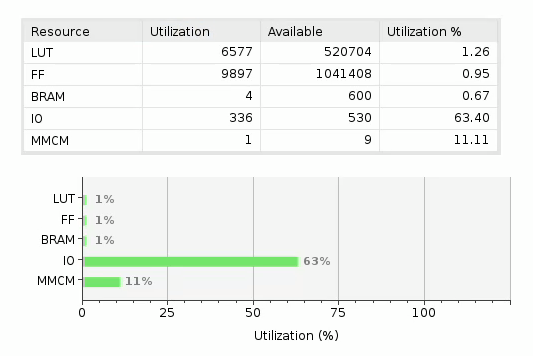 Resource Utilization Available Utilization %
LUT 6577 520704 1.26
FF 9897 1041408 0.95
BRAM 4 600 0.67
IO 336 530 63.40
MMCM 1 9 11.11
LUT 1%
FF 1%
BRAM 1%
IO 63%
MMCM 11%
0 25 50 75 100
Utilization (%)